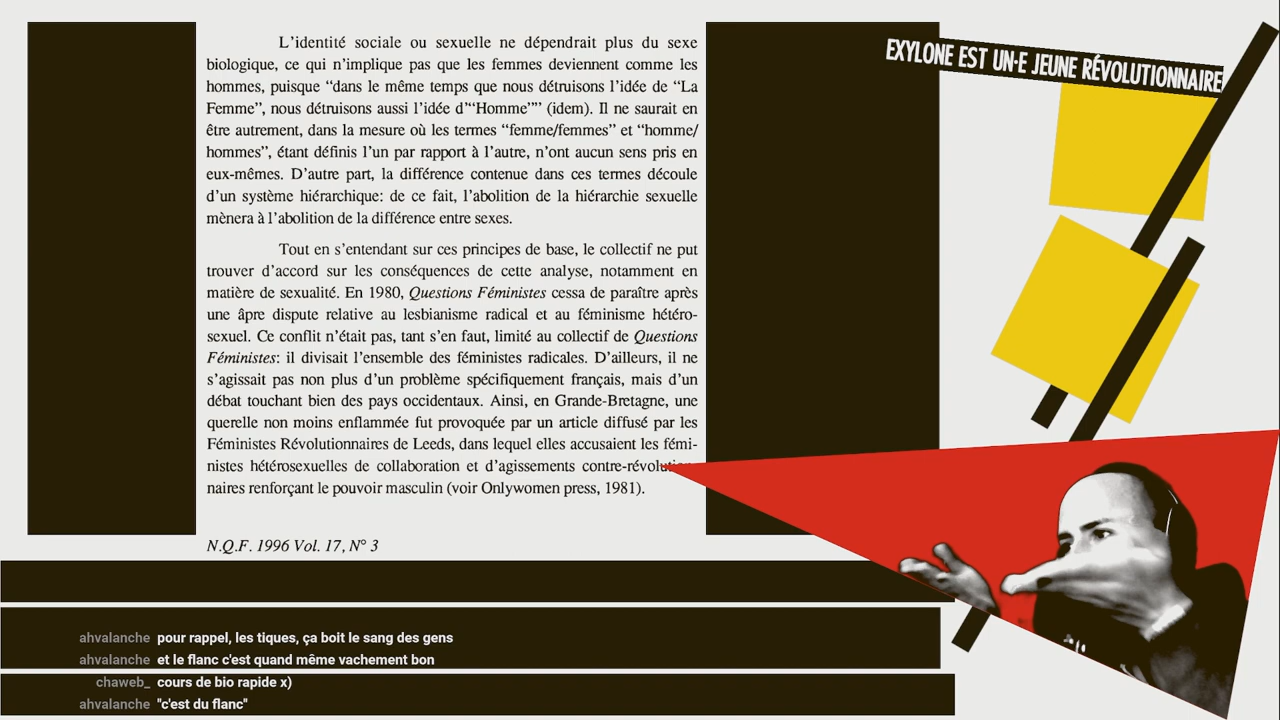 L'identité sociale ou sexuelle ne dépendrait plus du sexe
biologique, ce qui n'implique pas que les femmes deviennent comme les
hommes, puisque "dans le même temps que nous détruisons l'idée de "La
Femme", nous détruisons aussi l'idée d'"Homme"" (idem). Il ne saurait en
être autrement, dans la mesure où les termes "femme/femmes" et "homme/
hommes", étant définis l'un par rapport à l'autre, n'ont aucun sens pris en
eux-mêmes. D'autre part, la différence contenue dans ces termes découle
d'un système hiérarchique: de ce fait, l'abolition de la hiérarchie sexuelle
mènera à l'abolition de la différence entre sexes.
Tout en s'entendant sur ces principes de base, le collectif ne put
trouver d'accord sur les conséquences de cette analyse, notamment en
matière de sexualité. En 1980, Questions Féministes cessa de paraître après
une âpre dispute relative au lesbianisme radical et au féminisme hétéro-
sexuel. Ce conflit n'était pas, tant s'en faut, limité au collectif de Questions
Féministes: il divisait l'ensemble des féministes radicales. D'ailleurs, il ne
s'agissait pas non plus d'un problème spécifiquement français, mais d'un
débat touchant bien des pays occidentaux. Ainsi, en Grande-Bretagne, une
querelle non moins enflammée fut provoquée par un article diffusé par les
Féministes Révolutionnaires de Leeds, dans lequel elles accusaient les fémi-
nistes hétérosexuelles de collaboration et d'agissements contre-révolution-
naires renforçant le pouvoir masculin (voir Onlywomen press, 1981).
N.Q.F. 1996 Vol. 17, N° 3
EXYLONE EST UN·E JEUNE RÉVOLUTIONNAIRE
ahvalanche pour rappel, les tiques, ça boit le sang des gens
ahvalanche et le flanc c'est quand même vachement bon
chaweb_ cours de bio rapide x)
ahvalanche "c'est du flanc"